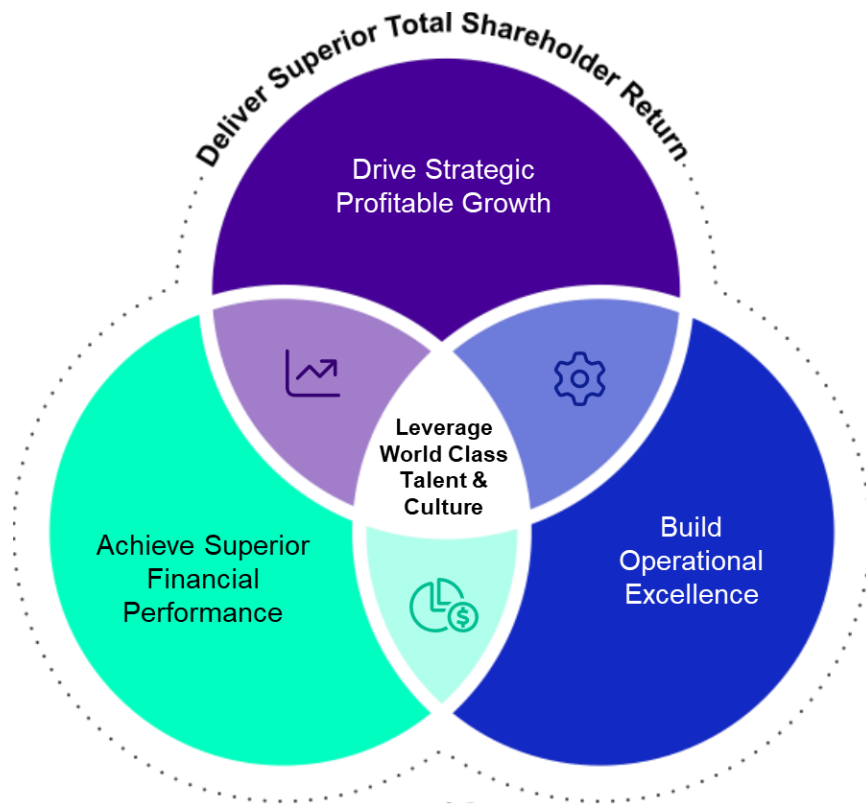 Deliver Superior Total Shareholder Return
Drive Strategic
Profitable Growth
Leverage
World Class
Talent &
Culture
Achieve Superior
Financial
Performance
Build
Operational
Excellence
$